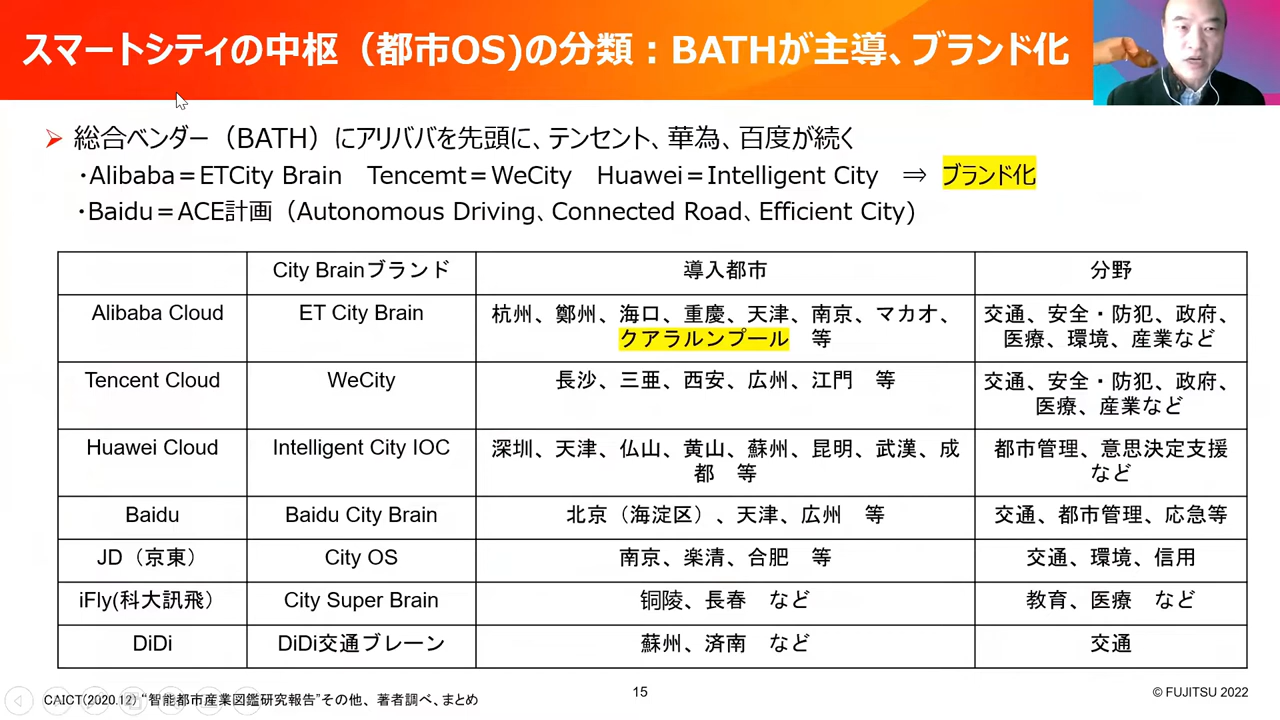 スマートシティの中枢（都市OS)の分類：BATHが主導、ブランド化
総合ベンダー（BATH）にアリババを先頭に、テンセント、華為、百度が続く
・Alibaba＝ETCity Brain　Tencemt＝WeCity　Huawei＝Intelligent City　⇒　ブランド化
・Baidu＝ACE計画（Autonomous Driving、Connected Road、Efficient City)
City Brainブランド　導入都市　分野
Alibaba Cloud　ET City Brain　杭州、鄭州、海口、重慶、天津、南京、マカオ、　交通、安全・防犯、政府、
クアラルンプール　等　医療、環境、産業など
Tencent Cloud　WeCity　長沙、三亜、西安、広州、江門　等　交通、安全・防犯、政府、
医療、産業など
Huawei Cloud　Intelligent City IOC　深圳、天津、仏山、黄山、蘇州、昆明、武漢、成　都市管理、意思決定支援
都　等　など
Baidu　Baidu City Brain　北京（海淀区）、天津、広州　等　交通、都市管理、応急等
JD（京東）　City OS　南京、楽清、合肥　等　交通、環境、信用
iFly(科大訊飛）　City Super Brain　铜陵、長春　など　教育、医療　など
DiDi　DiDi交通ブレーン　蘇州、済南　など　交通
CAICT(2020.12) “智能都市産業図鑑研究報告”その他、著者調べ、まとめ
15
© FUJITSU 2022